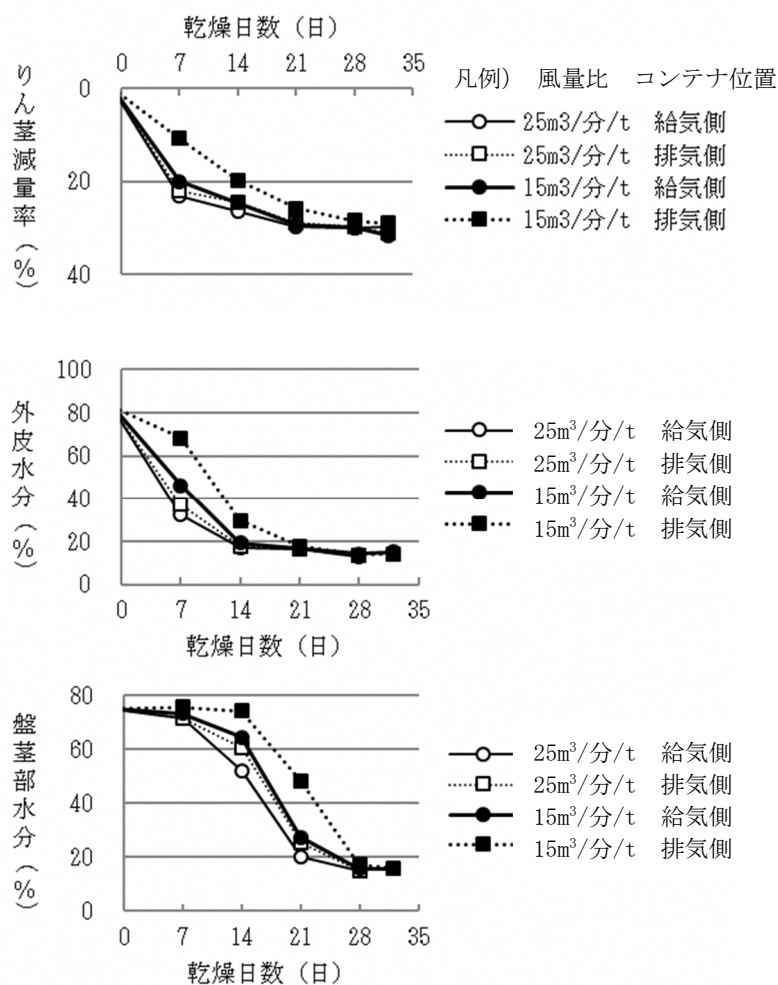 乾燥日数（日）
0 7 14 21 28 35
りん茎減量率（%）
0
20
40
凡例） 風量比 コンテナ位置
25m3/分/t 給気側
25m3/分/t 排気側
15m3/分/t 給気側
15m3/分/t 排気側
外皮水分（%）
100
80
60
40
20
0
0 7 14 21 28 35
乾燥日数（日）
25m³/分/t 給気側
25m³/分/t 排気側
15m³/分/t 給気側
15m³/分/t 排気側
盤茎部水分（%）
80
60
40
20
0
0 7 14 21 28 35
乾燥日数（日）
25m³/分/t 給気側
25m³/分/t 排気側
15m³/分/t 給気側
15m³/分/t 排気側